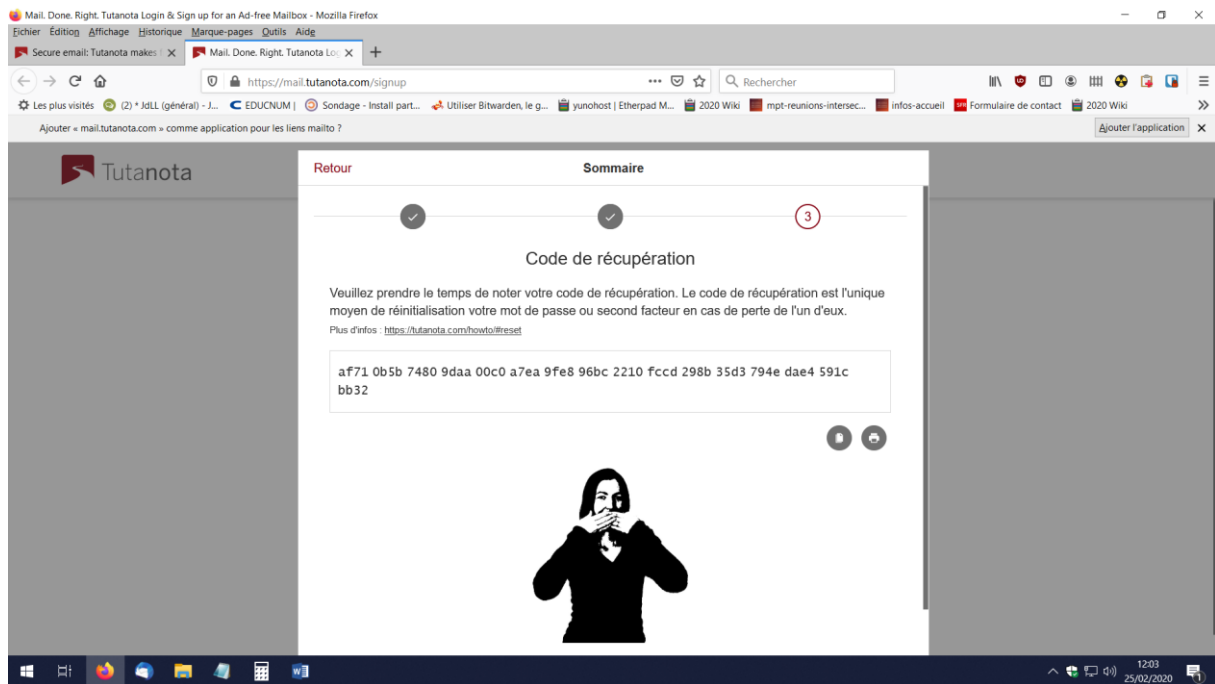 Mail. Done. Right. Tutanota Login & Sign up for an Ad-free Mailbox - Mozilla Firefox
Fichier Édition Affichage Historique Marque-pages Outils Aide
Secure email: Tutanota makes
Mail. Done. Right. Tutanota Log
https://mail.tutanota.com/signup
Rechercher
Les plus visités (2) * JdLL (général) - J... EDUCNUM | Sondage - Install part... Utiliser Bitwarden, le g... yunohost | Etherpad M... 2020 Wiki mpt-reunions-intersec... infos-accueil Formulaire de contact 2020 Wiki
Ajouter « mail.tutanota.com » comme application pour les liens mailto ? Ajouter l'application
Tutanota
Retour Sommaire
3
Code de récupération
Veuillez prendre le temps de noter votre code de récupération. Le code de récupération est l'unique
moyen de réinitialisation votre mot de passe ou second facteur en cas de perte de l'un d'eux.
Plus d'infos : https://tutanota.com/howto/#reset
af71 0b5b 7480 9daa 00c0 a7ea 9fe8 96bc 2210 fccd 298b 35d3 794e dae4 591c
bb32
12:03
25/02/2020